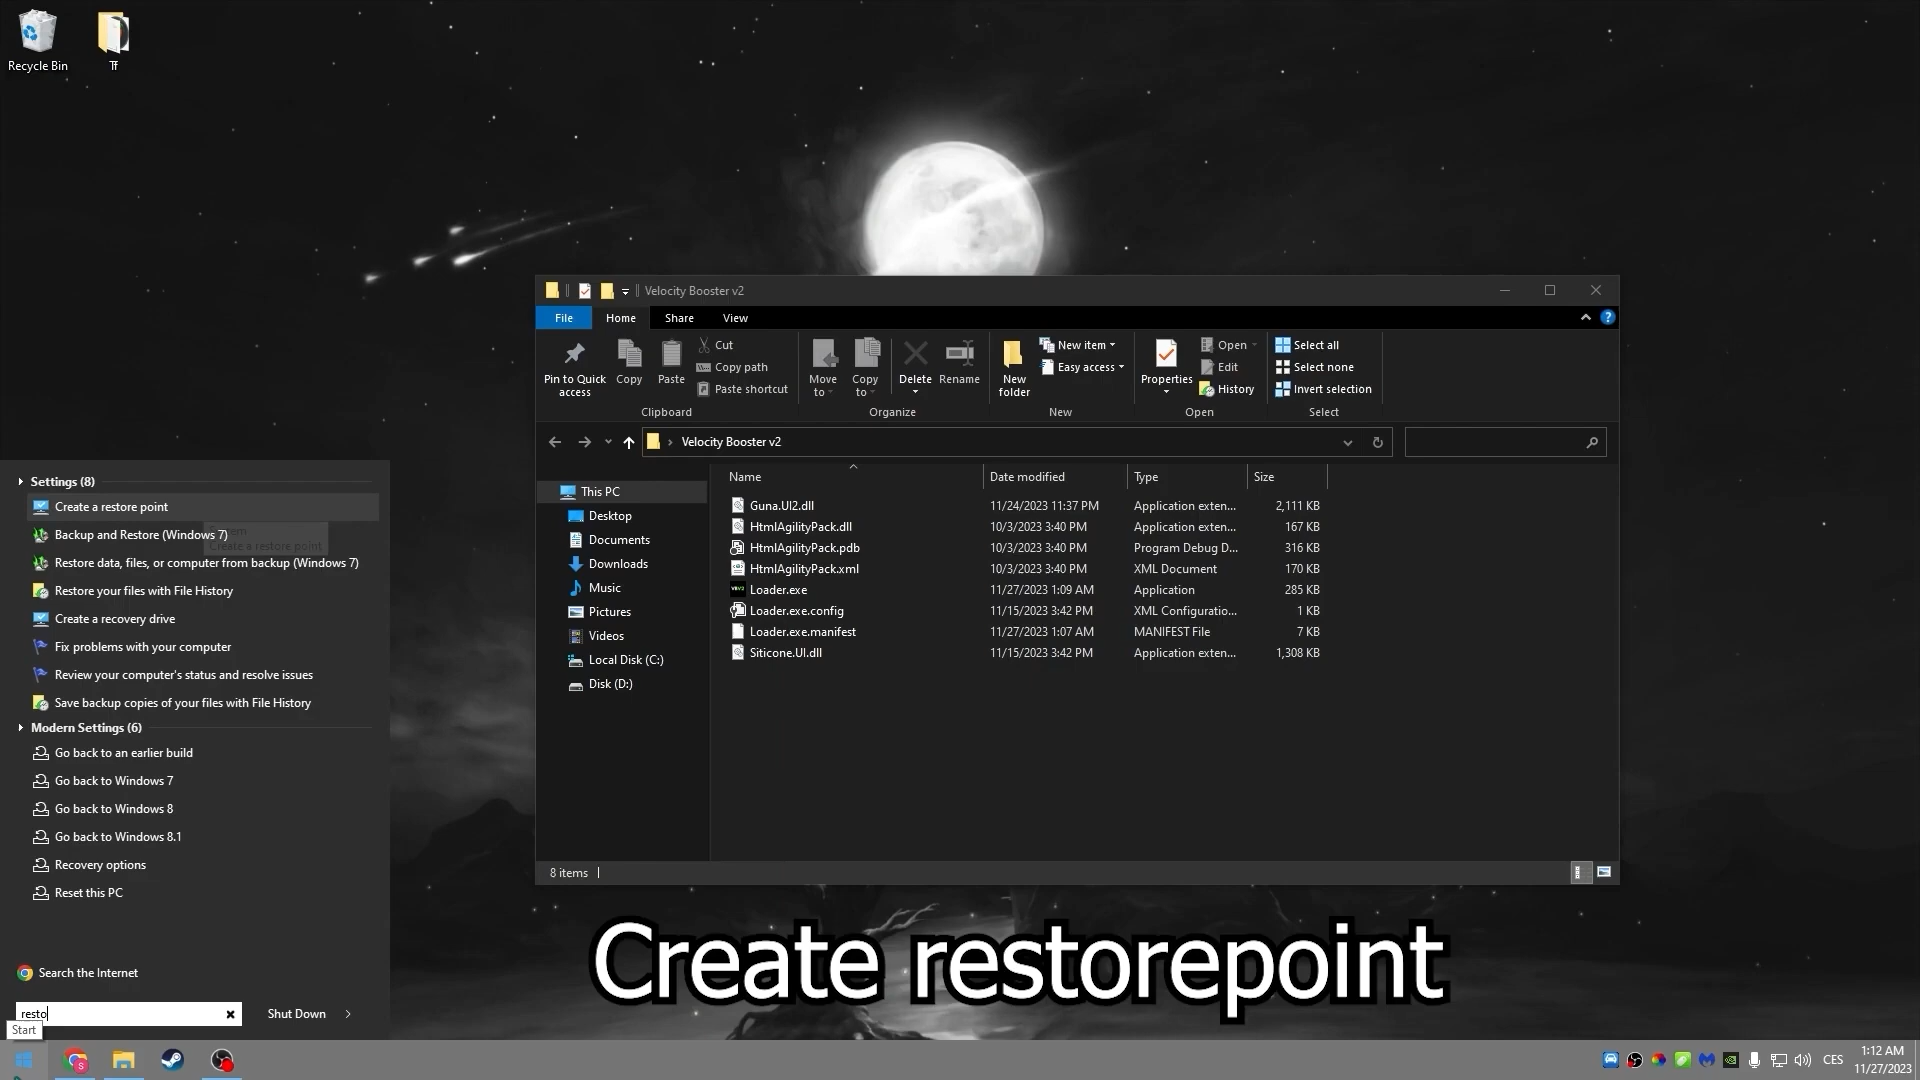 Recycle Bin
Tf
Velocity Booster v2
File
Home
Share
View
Pin to Quick access
Copy
Paste
Cut
Copy path
Paste shortcut
Clipboard
Move to
Copy to
Delete
Rename
Organize
New folder
New item
Easy access
New
Properties
Open
Edit
History
Open
Select all
Select none
Invert selection
Select
Velocity Booster v2
This PC
Desktop
Documents
Downloads
Music
Pictures
Videos
Local Disk (C:)
Disk (D:)
Name Date modified Type Size
Guna.UI2.dll 11/24/2023 11:37 PM Application exten... 2,111 KB
HtmlAgilityPack.dll 10/3/2023 3:40 PM Application exten... 167 KB
HtmlAgilityPack.pdb 10/3/2023 3:40 PM Program Debug D... 316 KB
HtmlAgilityPack.xml 10/3/2023 3:40 PM XML Document 170 KB
Loader.exe 11/27/2023 1:09 AM Application 285 KB
Loader.exe.config 11/15/2023 3:42 PM XML Configuratio... 1 KB
Loader.exe.manifest 11/27/2023 1:07 AM MANIFEST File 7 KB
Siticone.UI.dll 11/15/2023 3:42 PM Application exten... 1,308 KB
8 items
Settings (8)
Create a restore point
Backup and Restore (Windows 7)
Create a restore point
Restore data, files, or computer from backup (Windows 7)
Restore your files with File History
Create a recovery drive
Fix problems with your computer
Review your computer's status and resolve issues
Save backup copies of your files with File History
Modern Settings (6)
Go back to an earlier build
Go back to Windows 7
Go back to Windows 8
Go back to Windows 8.1
Recovery options
Reset this PC
Search the Internet
resto
Shut Down
Start
Create restorepoint
CES
1:12 AM
11/27/2023